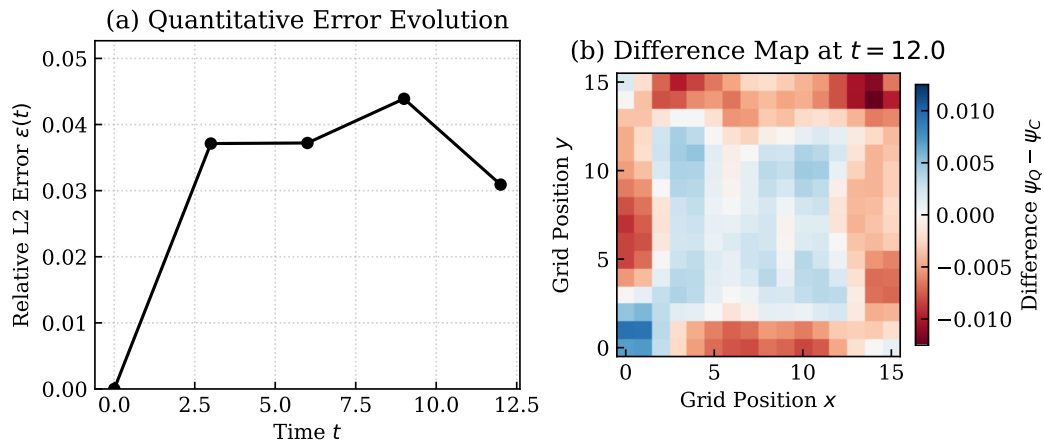 (a) Quantitative Error Evolution
Relative L2 Error ε(t)
0.05
0.04
0.03
0.02
0.01
0.00
0.0 2.5 5.0 7.5 10.0 12.5
Time t
(b) Difference Map at t = 12.0
Grid Position y
15
10
5
0
0 5 10 15
Grid Position x
0.010
0.005
0.000
−0.005
−0.010
Difference ψ_Q − ψ_C